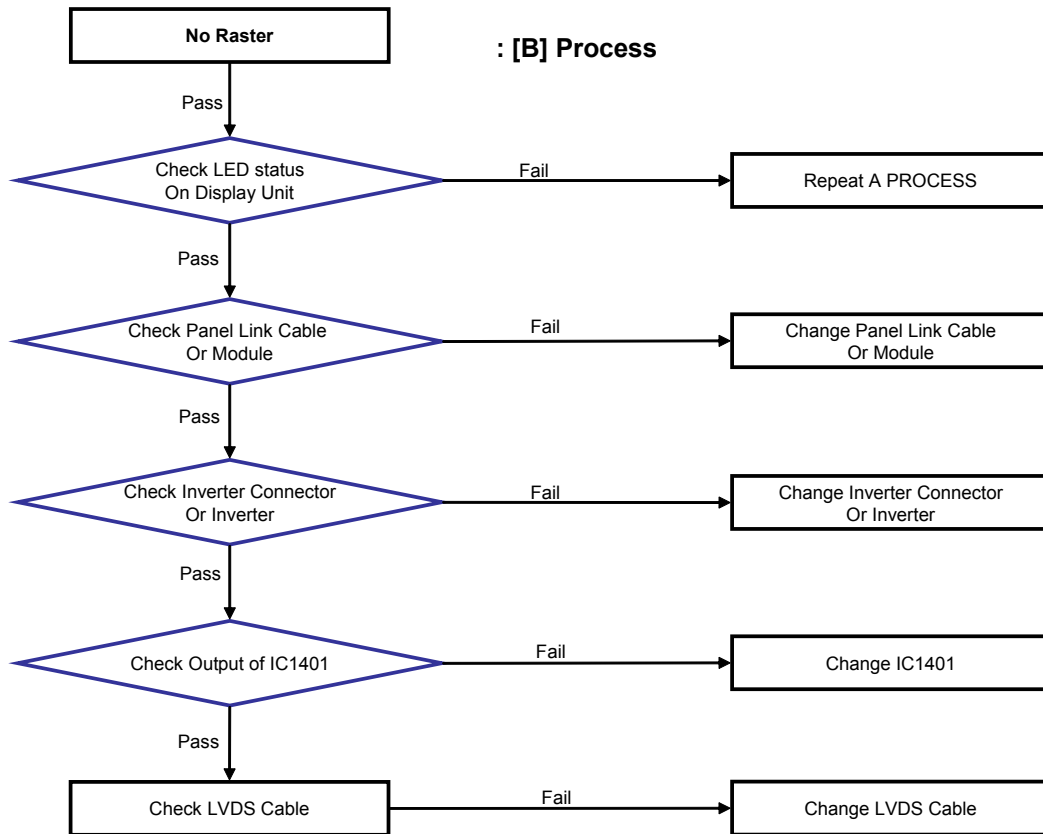 No Raster
: [B] Process
Pass
Check LED status
On Display Unit
Fail
Repeat A PROCESS
Pass
Check Panel Link Cable
Or Module
Fail
Change Panel Link Cable
Or Module
Pass
Check Inverter Connector
Or Inverter
Fail
Change Inverter Connector
Or Inverter
Pass
Check Output of IC1401
Fail
Change IC1401
Pass
Check LVDS Cable
Fail
Change LVDS Cable